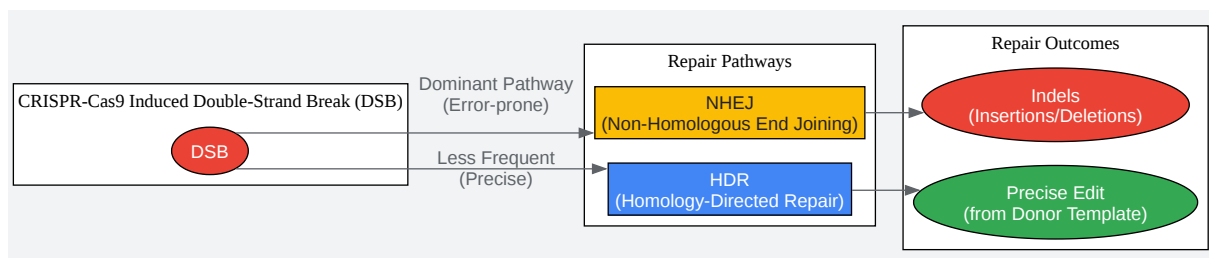 CRISPR-Cas9 Induced Double-Strand Break (DSB)
DSB
Dominant Pathway
(Error-prone)
Less Frequent
(Precise)
Repair Pathways
NHEJ
(Non-Homologous End Joining)
HDR
(Homology-Directed Repair)
Repair Outcomes
Indels
(Insertions/Deletions)
Precise Edit
(from Donor Template)